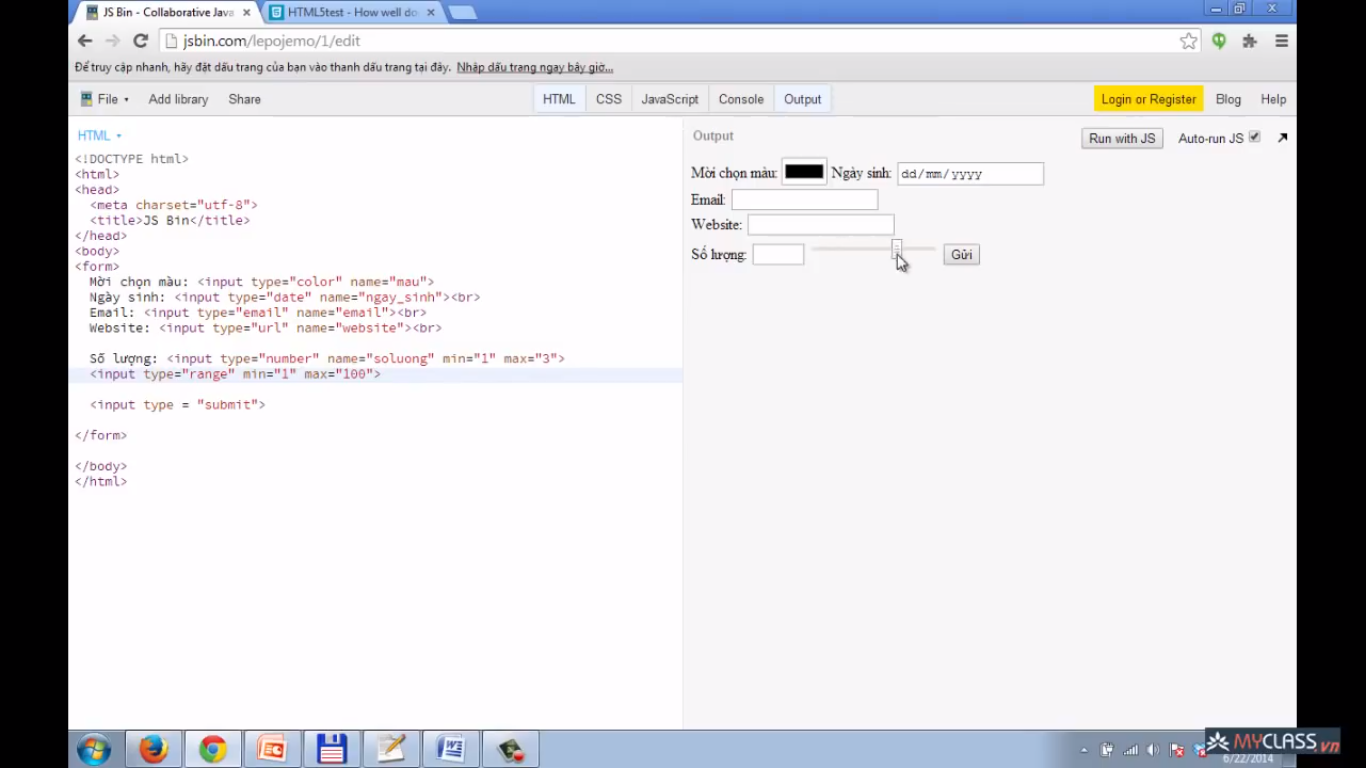 JS Bin - Collaborative Java
HTML5test - How well do
jsbin.com/lepojemo/1/edit
Để truy cập nhanh, hãy đặt dấu trang của bạn vào thanh dấu trang tại đây. Nhập dấu trang ngay bây giờ...
File Add library Share HTML CSS JavaScript Console Output Login or Register Blog Help
HTML
<!DOCTYPE html>
<html>
<head>
<meta charset="utf-8">
<title>JS Bin</title>
</head>
<body>
<form>
Mời chọn màu: <input type="color" name="mau">
Ngày sinh: <input type="date" name="ngay_sinh"><br>
Email: <input type="email" name="email"><br>
Website: <input type="url" name="website"><br>
Số lượng: <input type="number" name="soluong" min="1" max="3">
<input type="range" min="1" max="100">
<input type = "submit">
</form>
</body>
</html>
Output Run with JS Auto-run JS
Mời chọn màu: Ngày sinh: dd/mm/yyyy
Email:
Website:
Số lượng: Gửi
MYCLASS.vn
6/22/2014